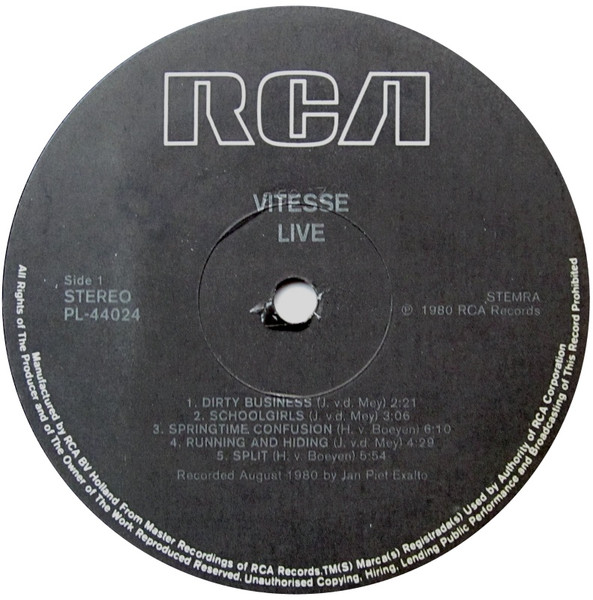 RCA
VITESSE
LIVE
Side 1
STEREO
PL-44024
STEMRA
℗ 1980 RCA Records
1. DIRTY BUSINESS (J. v.d. Mey) 2:21
2. SCHOOLGIRLS (J. v.d. Mey) 3:06
3. SPRINGTIME CONFUSION (H. v. Boeyen) 6:10
4. RUNNING AND HIDING (J. v.d. Mey) 4:29
5. SPLIT (H. v. Boeyen) 5:54
Recorded August 1980 by Jan Piet Exalto
Manufactured by RCA BV Holland From Master Recordings of RCA Records.TM(S) Marca(s) Registrada(s) Used by Authority of RCA Corporation
All Rights of The Producer and of The Owner of The Work Reproduced Reserved. Unauthorised Copying, Hiring, Lending Public Performance and Broadcasting of This Record Prohibited